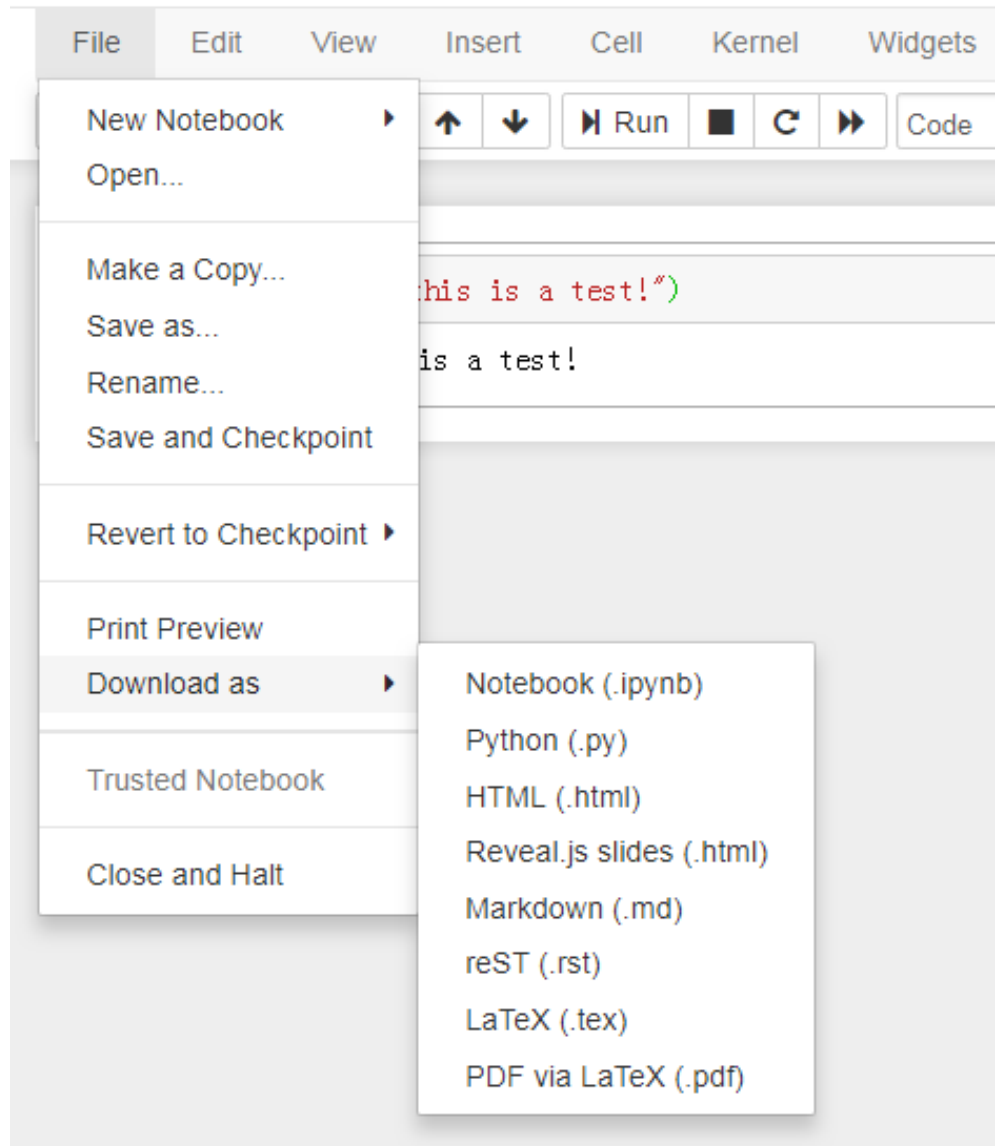 File Edit View Insert Cell Kernel Widgets
New Notebook
Run Code
Open...
Make a Copy...
his is a test!")
Save as...
is a test!
Rename...
Save and Checkpoint
Revert to Checkpoint
Print Preview
Download as
Notebook (.ipynb)
Python (.py)
HTML (.html)
Reveal.js slides (.html)
Markdown (.md)
reST (.rst)
LaTeX (.tex)
PDF via LaTeX (.pdf)
Trusted Notebook
Close and Halt